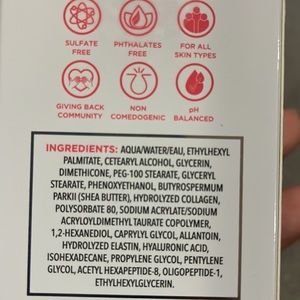 SULFATE FREE
PHTHALATES FREE
FOR ALL SKIN TYPES
GIVING BACK COMMUNITY
NON COMEDOGENIC
pH BALANCED
INGREDIENTS: AQUA/WATER/EAU, ETHYLHEXYL
PALMITATE, CETEARYL ALCOHOL, GLYCERIN,
DIMETHICONE, PEG-100 STEARATE, GLYCERYL
STEARATE, PHENOXYETHANOL, BUTYROSPERMUM
PARKII (SHEA BUTTER), HYDROLYZED COLLAGEN,
POLYSORBATE 80, SODIUM ACRYLATE/SODIUM
ACRYLOYLDIMETHYL TAURATE COPOLYMER,
1,2-HEXANEDIOL, CAPRYLYL GLYCOL, ALLANTOIN,
HYDROLYZED ELASTIN, HYALURONIC ACID,
ISOHEXADECANE, PROPYLENE GLYCOL, PENTYLENE
GLYCOL, ACETYL HEXAPEPTIDE-8, OLIGOPEPTIDE-1,
ETHYLHEXYLGLYCERIN.